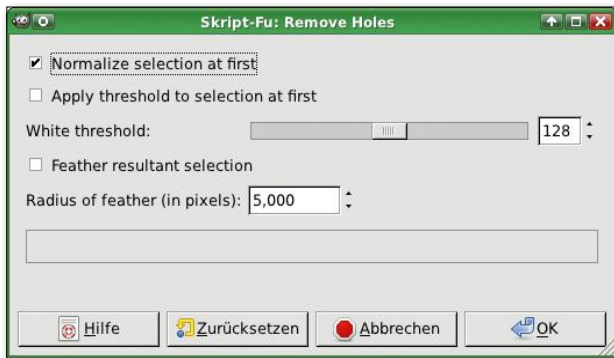 Skript-Fu: Remove Holes
Normalize selection at first
Apply threshold to selection at first
White threshold: 128
Feather resultant selection
Radius of feather (in pixels): 5,000
Hilfe Zurücksetzen Abbrechen OK